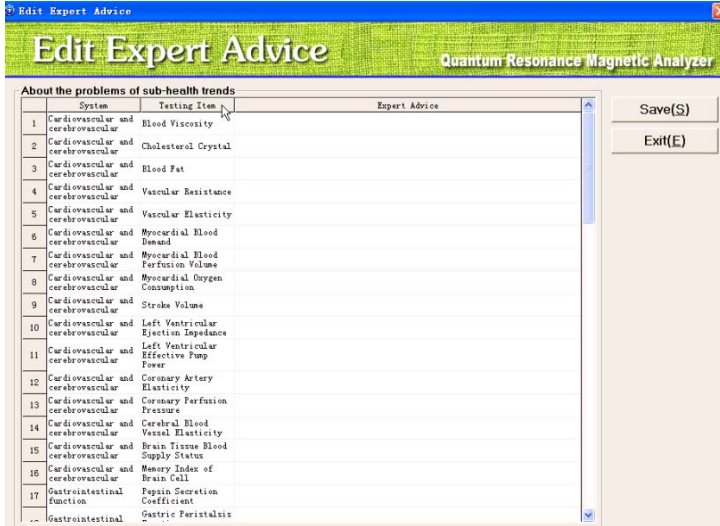 Edit Expert Advice
Edit Expert Advice
Quantum Resonance Magnetic Analyzer
About the problems of sub-health trends
System Testing Item Expert Advice
1 Cardiovascular and cerebrovascular Blood Viscosity
2 Cardiovascular and cerebrovascular Cholesterol Crystal
3 Cardiovascular and cerebrovascular Blood Fat
4 Cardiovascular and cerebrovascular Vascular Resistance
5 Cardiovascular and cerebrovascular Vascular Elasticity
6 Cardiovascular and cerebrovascular Myocardial Blood Demand
7 Cardiovascular and cerebrovascular Myocardial Blood Perfusion Volume
8 Cardiovascular and cerebrovascular Myocardial Oxygen Consumption
9 Cardiovascular and cerebrovascular Stroke Volume
10 Cardiovascular and cerebrovascular Left Ventricular Ejection Impedance
11 Cardiovascular and cerebrovascular Left Ventricular Effective Pump Power
12 Cardiovascular and cerebrovascular Coronary Artery Elasticity
13 Cardiovascular and cerebrovascular Coronary Perfusion Pressure
14 Cardiovascular and cerebrovascular Cerebral Blood Vessel Elasticity
15 Cardiovascular and cerebrovascular Brain Tissue Blood Supply Status
16 Cardiovascular and cerebrovascular Memory Index of Brain Cell
17 Gastrointestinal function Pepsin Secretion Coefficient
Gastrointestinal Gastric Peristalsis
Save(S)
Exit(E)